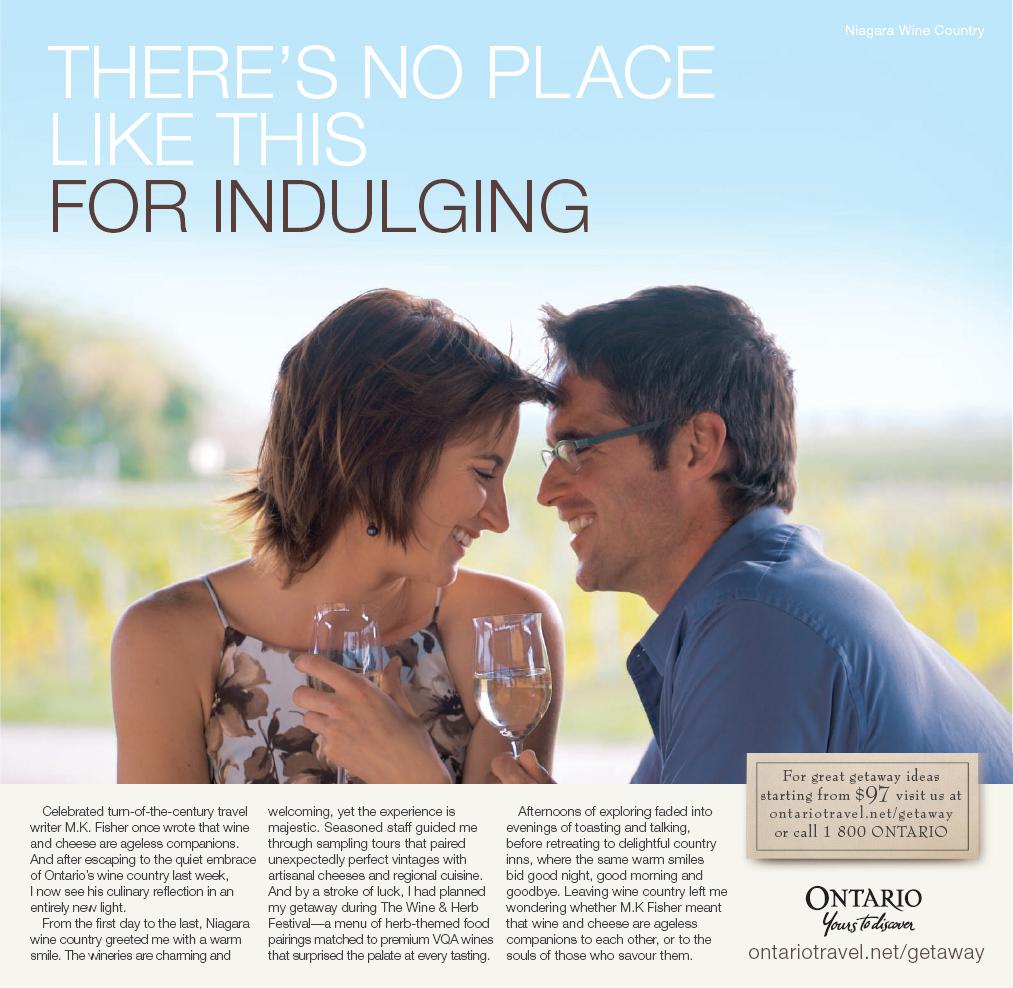 Niagara Wine Country
THERE'S NO PLACE
LIKE THIS
FOR INDULGING
Celebrated turn-of-the-century travel
writer M.K. Fisher once wrote that wine
and cheese are ageless companions.
And after escaping to the quiet embrace
of Ontario's wine country last week,
I now see his culinary reflection in an
entirely new light.
From the first day to the last, Niagara
wine country greeted me with a warm
smile. The wineries are charming and
welcoming, yet the experience is
majestic. Seasoned staff guided me
through sampling tours that paired
unexpectedly perfect vintages with
artisanal cheeses and regional cuisine.
And by a stroke of luck, I had planned
my getaway during The Wine & Herb
Festival—a menu of herb-themed food
pairings matched to premium VQA wines
that surprised the palate at every tasting.
Afternoons of exploring faded into
evenings of toasting and talking,
before retreating to delightful country
inns, where the same warm smiles
bid good night, good morning and
goodbye. Leaving wine country left me
wondering whether M.K Fisher meant
that wine and cheese are ageless
companions to each other, or to the
souls of those who savour them.
For great getaway ideas
starting from $97 visit us at
ontariotravel.net/getaway
or call 1 800 ONTARIO
ONTARIO
Yours to discover
ontariotravel.net/getaway